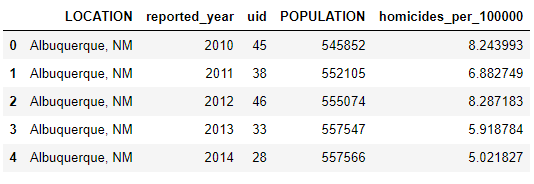 LOCATION reported_year uid POPULATION homicides_per_100000
0 Albuquerque, NM 2010 45 545852 8.243993
1 Albuquerque, NM 2011 38 552105 6.882749
2 Albuquerque, NM 2012 46 555074 8.287183
3 Albuquerque, NM 2013 33 557547 5.918784
4 Albuquerque, NM 2014 28 557566 5.021827